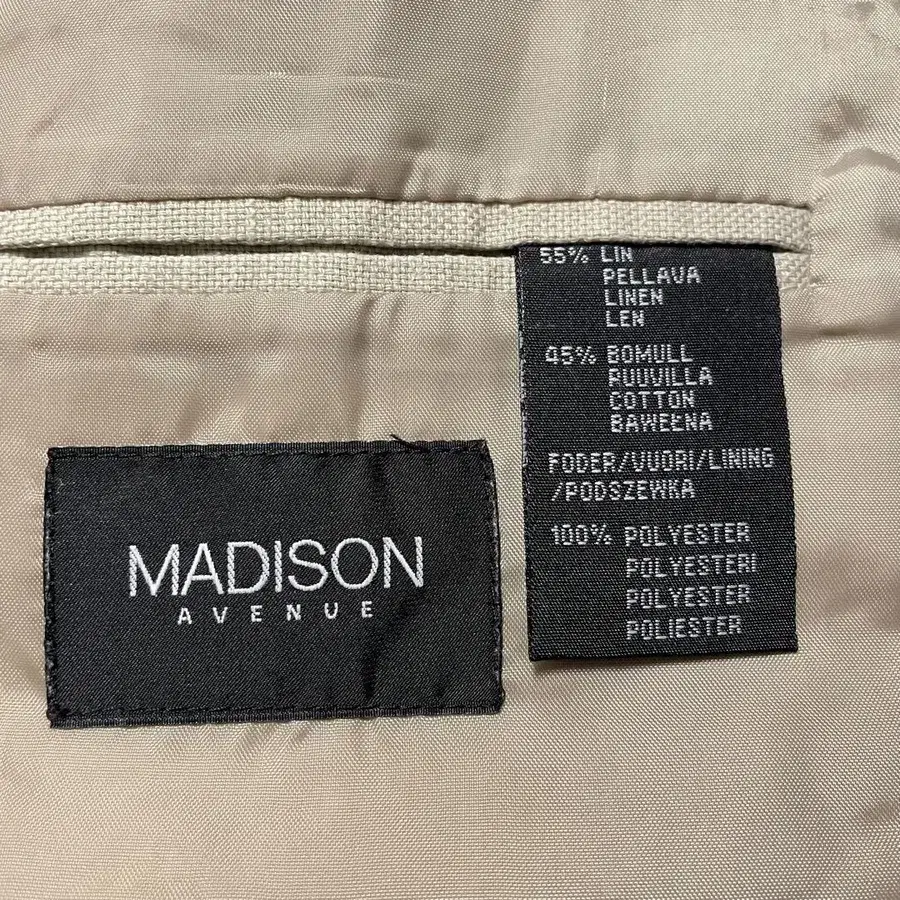 MADISON
AVENUE
55% LIN
PELLAVA
LINEN
LEN
45% BOMULL
PUUVILLA
COTTON
BAWEŁNA
FODER/VUORI/LINING
/PODSZEWKA
100% POLYESTER
POLYESTERI
POLYESTER
POLIESTER